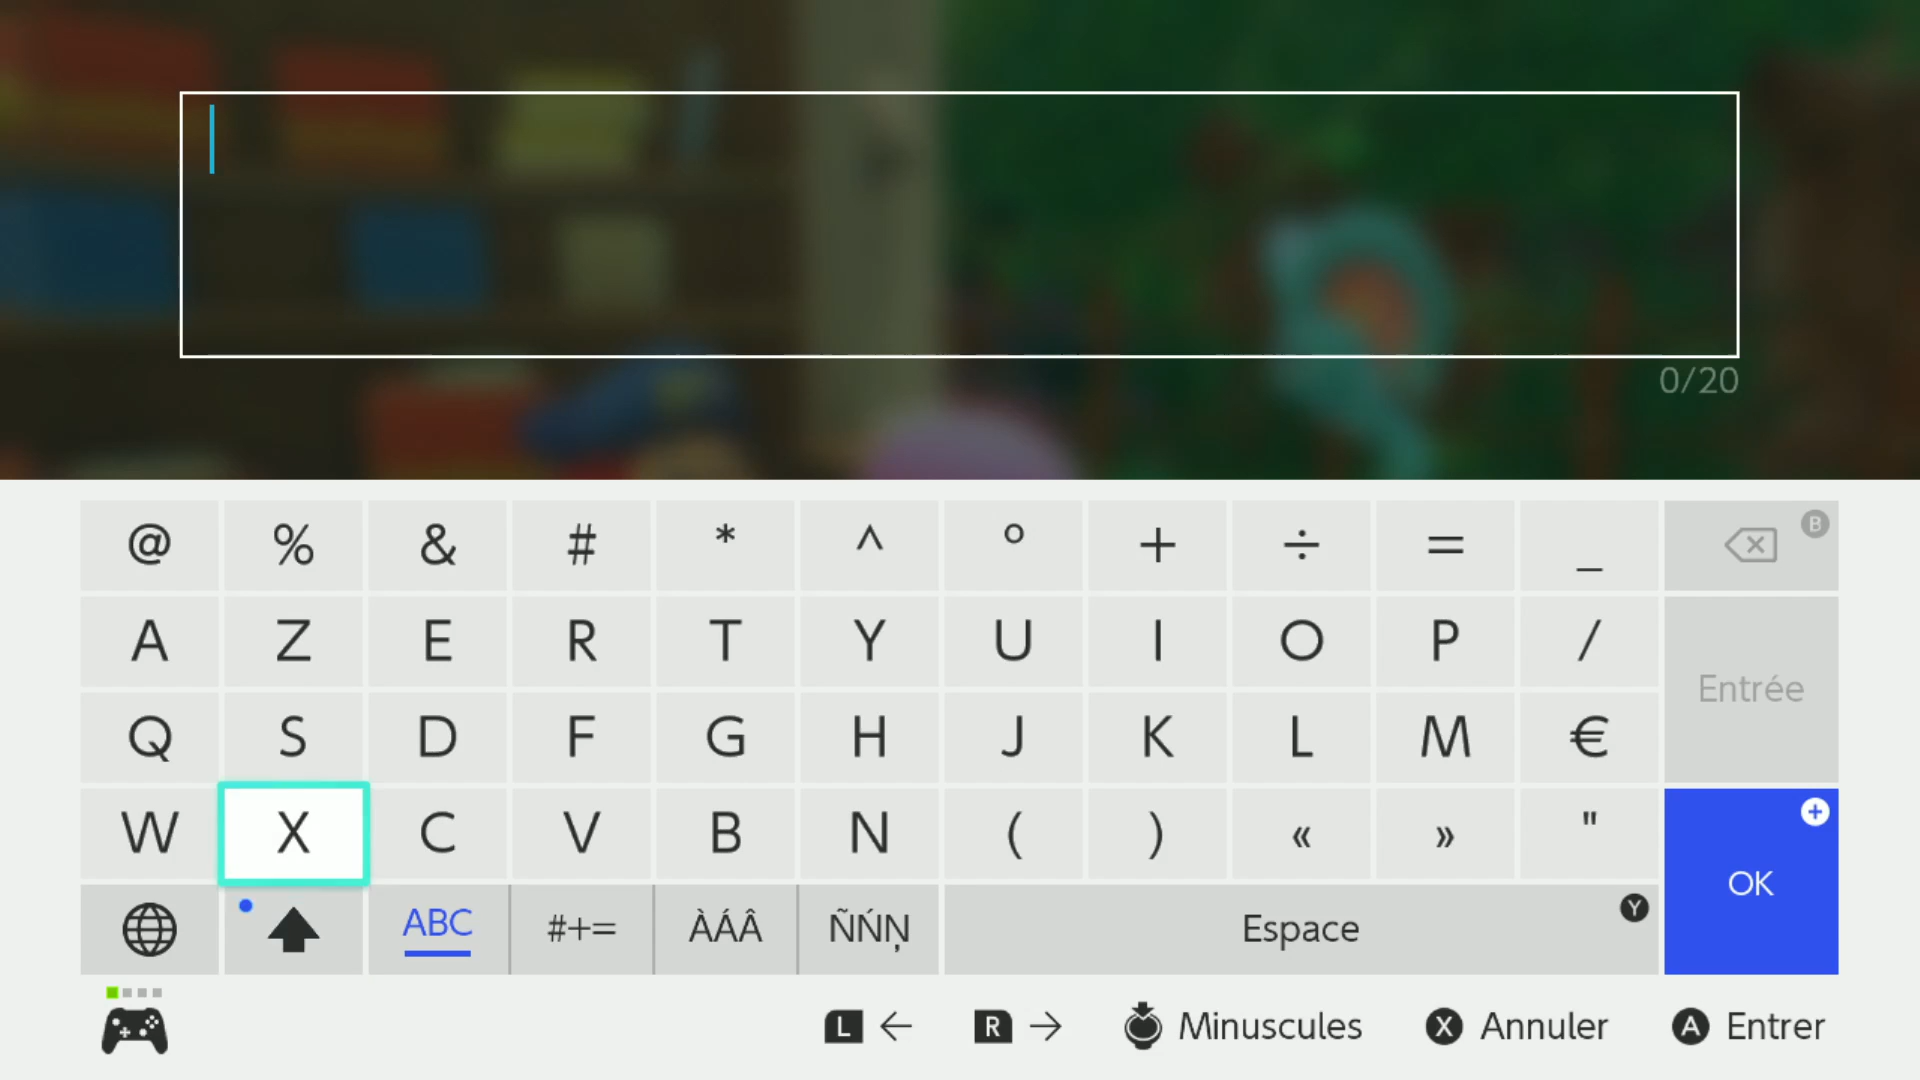 0/20
@ % & # * ^ ° + ÷ = _ B
A Z E R T Y U I O P /
Entrée
Q S D F G H J K L M €
W X C V B N ( ) « » " +
OK
ABC #+= ÀÁÂ ÑŃŅ Espace Y
L ← R → Minuscules X Annuler A Entrer